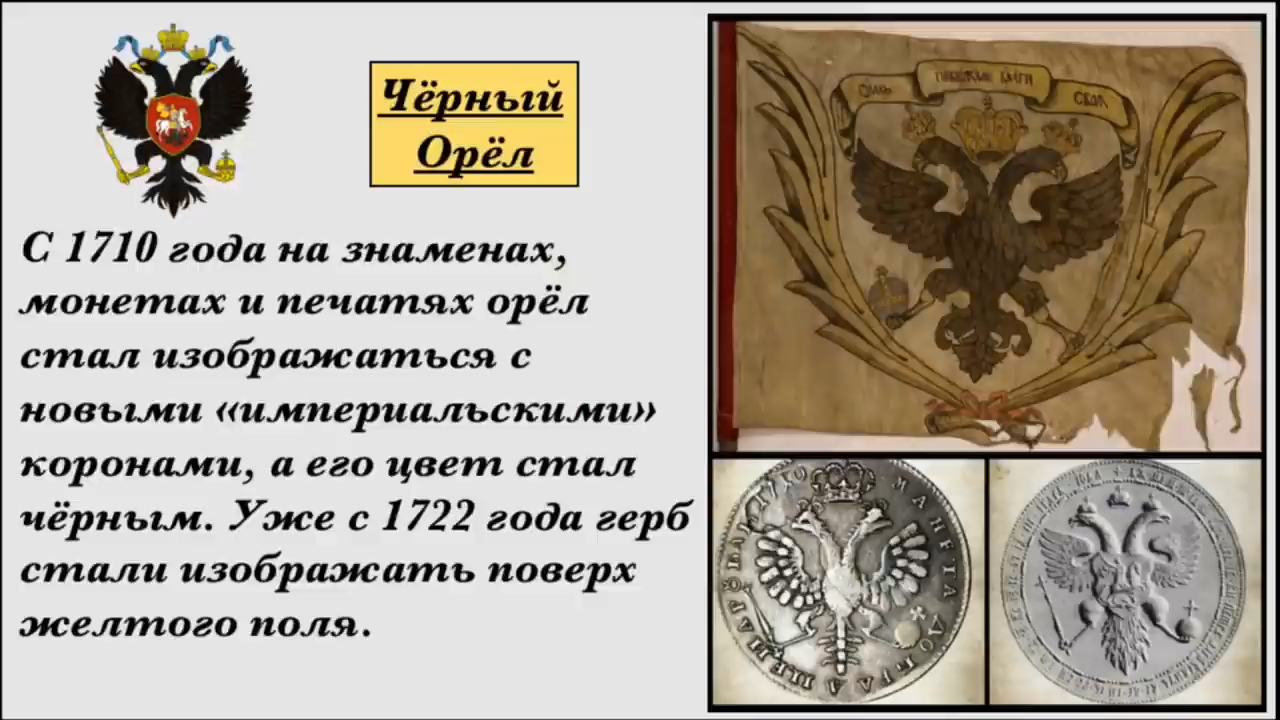 Чёрный
Орёл
С 1710 года на знаменах,
монетах и печатях орёл
стал изображаться с
новыми «империальскими»
коронами, а его цвет стал
чёрным. Уже с 1722 года герб
стали изображать поверх
желтого поля.